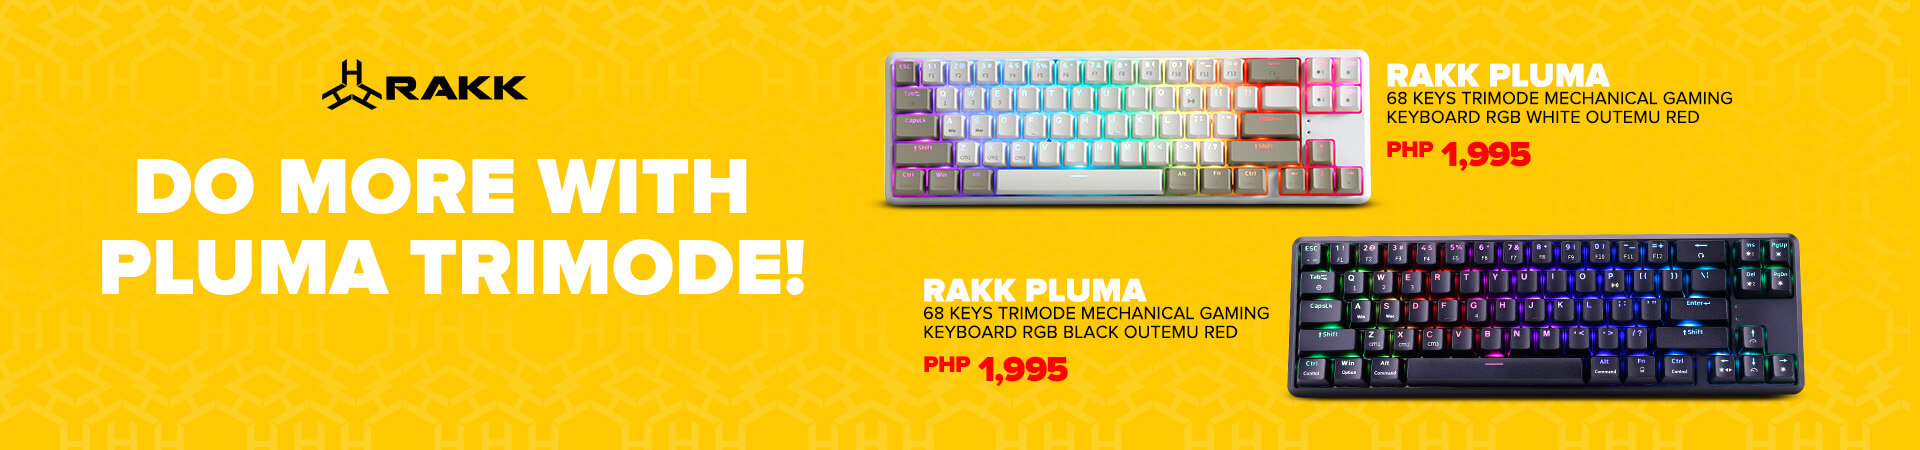 RAKK
DO MORE WITH
PLUMA TRIMODE!
RAKK PLUMA
68 KEYS TRIMODE MECHANICAL GAMING
KEYBOARD RGB WHITE OUTEMU RED
PHP 1,995
RAKK PLUMA
68 KEYS TRIMODE MECHANICAL GAMING
KEYBOARD RGB BLACK OUTEMU RED
PHP 1,995